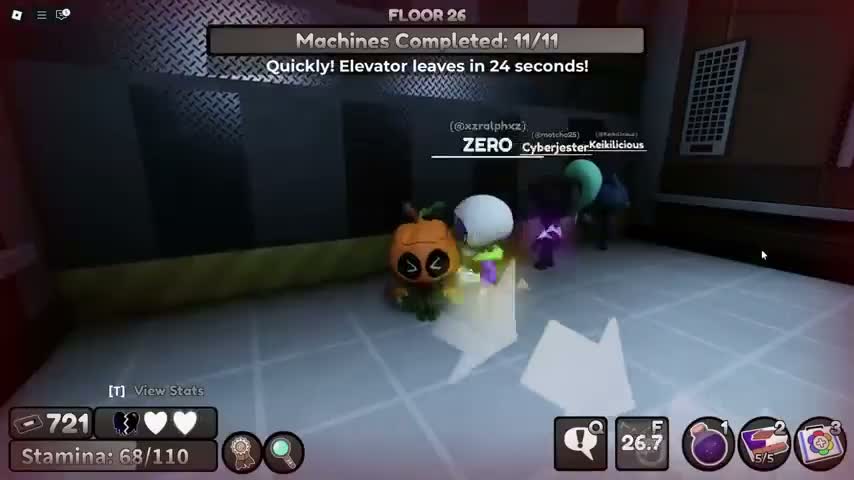 FLOOR 26
Machines Completed: 11/11
Quickly! Elevator leaves in 24 seconds!
(@xzralphxz)
ZERO
(@matcha25)
Cyberjester
Keikilicious
[T] View Stats
721
Stamina: 68/110
Q
F
26.7
1
2
5/5
3